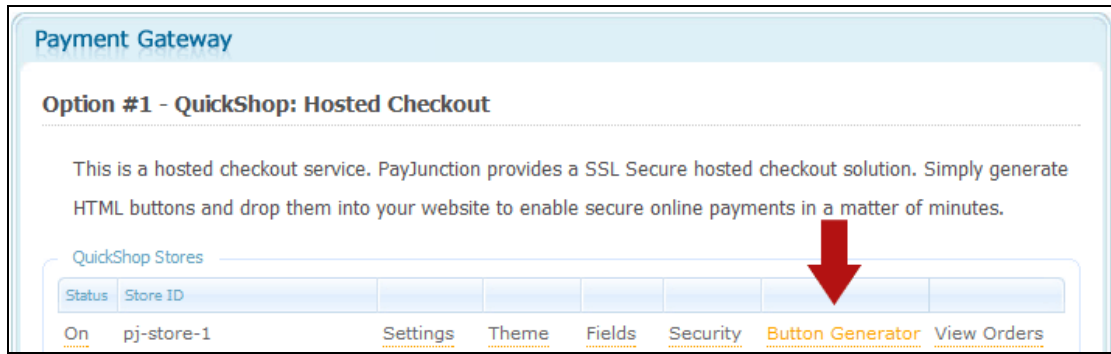 Payment Gateway
Option #1 - QuickShop: Hosted Checkout
This is a hosted checkout service. PayJunction provides a SSL Secure hosted checkout solution. Simply generate
HTML buttons and drop them into your website to enable secure online payments in a matter of minutes.
QuickShop Stores
Status Store ID
On pj-store-1 Settings Theme Fields Security Button Generator View Orders